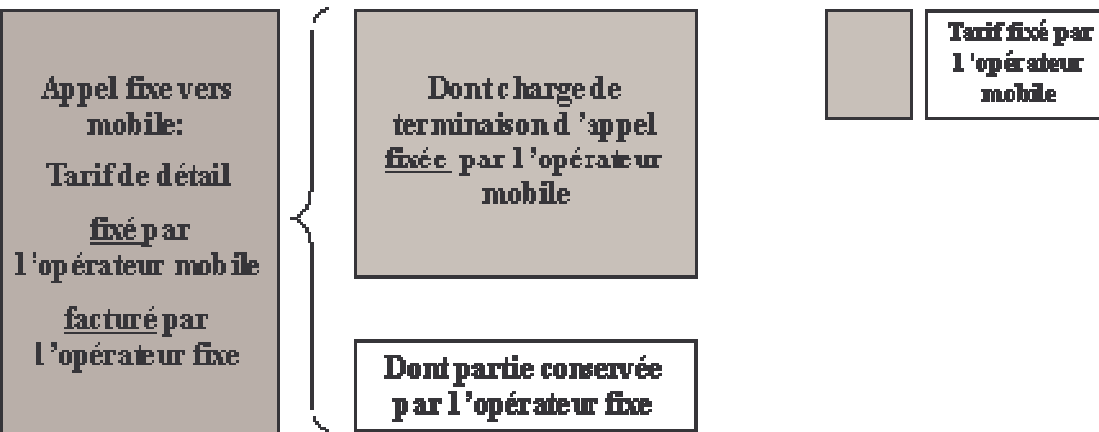 Appel fixe vers
mobile:
Tarif de détail
fixé par
l'opérateur mobile
facturé par
l'opérateur fixe
Dont charge de
terminaison d'appel
fixée par l'opérateur
mobile
Dont partie conservée
par l'opérateur fixe
Tarif fixé par
l'opérateur
mobile